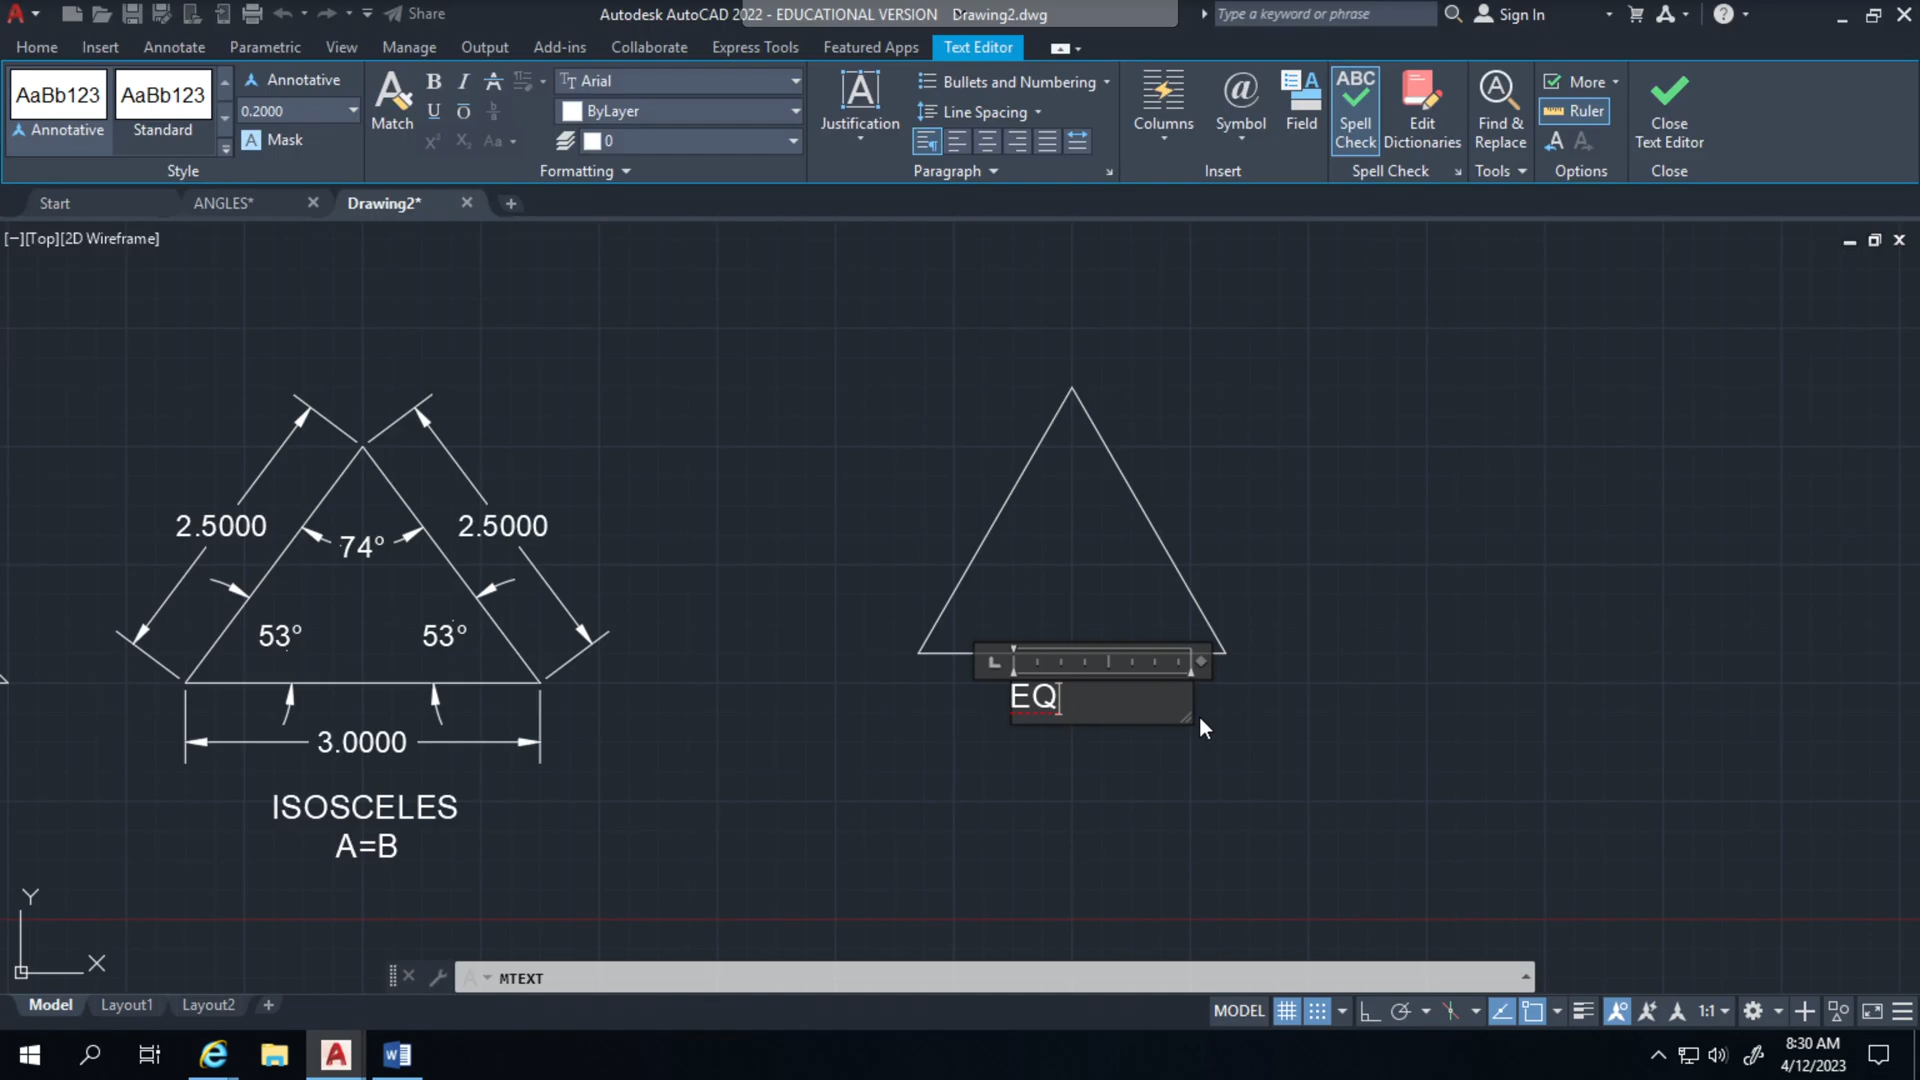 Share
Autodesk AutoCAD 2022 - EDUCATIONAL VERSION Drawing2.dwg
Type a keyword or phrase
Sign In
Home Insert Annotate Parametric View Manage Output Add-ins Collaborate Express Tools Featured Apps Text Editor
AaBb123
Annotative
AaBb123
Standard
Annotative
0.2000
Mask
Style
Match
Arial
ByLayer
0
Formatting
Justification
Bullets and Numbering
Line Spacing
Paragraph
Columns
Symbol
Field
Insert
ABC
Spell
Check
Edit
Dictionaries
Spell Check
Find &
Replace
Tools
More
Ruler
Options
Close
Text Editor
Close
Start
ANGLES*
Drawing2*
[−][Top][2D Wireframe]
2.5000
2.5000
74°
53°
53°
3.0000
ISOSCELES
A=B
EQ
Y
X
MTEXT
Model Layout1 Layout2
MODEL
1:1
8:30 AM
4/12/2023